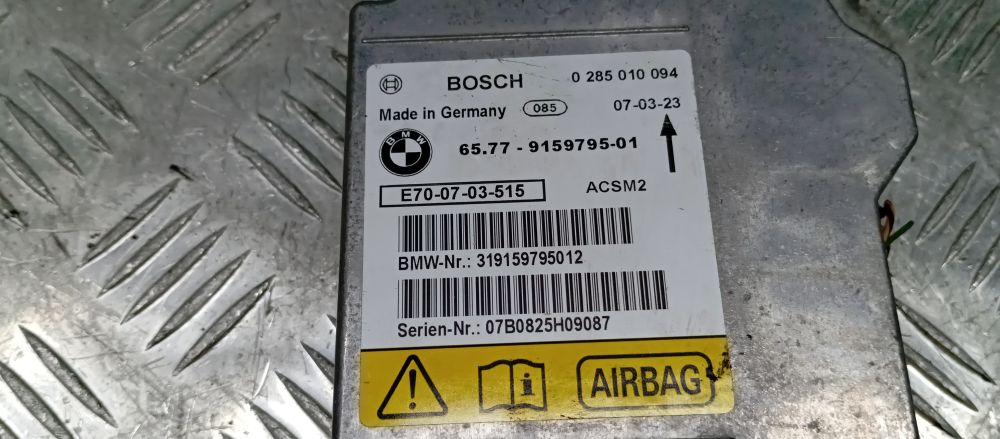 BOSCH 0 285 010 094
Made in Germany 085 07-03-23
BMW 65.77 - 9159795-01
E70-07-03-515 ACSM2
BMW-Nr.: 319159795012
Serien-Nr.: 07B0825H09087
i AIRBAG